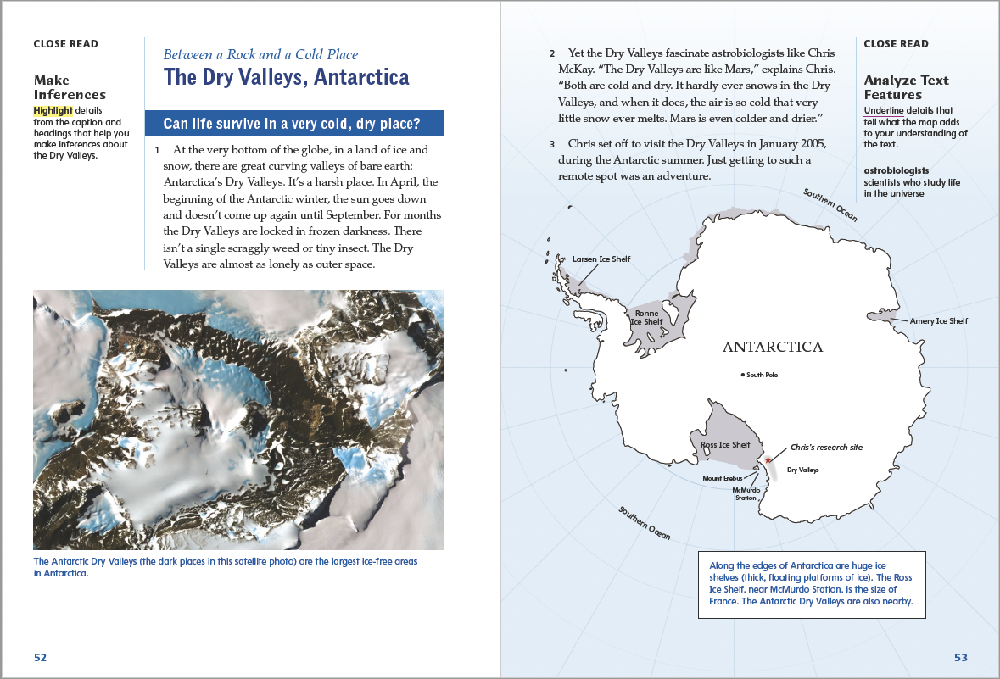 CLOSE READ
Make
Inferences
Highlight details
from the caption and
headings that help you
make inferences about
the Dry Valleys.
Between a Rock and a Cold Place
The Dry Valleys, Antarctica
Can life survive in a very cold, dry place?
1 At the very bottom of the globe, in a land of ice and
snow, there are great curving valleys of bare earth:
Antarctica’s Dry Valleys. It’s a harsh place. In April, the
beginning of the Antarctic winter, the sun goes down
and doesn’t come up again until September. For months
the Dry Valleys are locked in frozen darkness. There
isn’t a single scraggly weed or tiny insect. The Dry
Valleys are almost as lonely as outer space.
The Antarctic Dry Valleys (the dark places in this satellite photo) are the largest ice-free areas
in Antarctica.
52
2 Yet the Dry Valleys fascinate astrobiologists like Chris
McKay. “The Dry Valleys are like Mars,” explains Chris.
“Both are cold and dry. It hardly ever snows in the Dry
Valleys, and when it does, the air is so cold that very
little snow ever melts. Mars is even colder and drier.”
3 Chris set off to visit the Dry Valleys in January 2005,
during the Antarctic summer. Just getting to such a
remote spot was an adventure.
CLOSE READ
Analyze Text
Features
Underline details that
tell what the map adds
to your understanding of
the text.
astrobiologists
scientists who study life
in the universe
Southern Ocean
Larsen Ice Shelf
Ronne
Ice Shelf
Amery Ice Shelf
ANTARCTICA
South Pole
Ross Ice Shelf
Chris’s research site
Dry Valleys
Mount Erebus
McMurdo
Station
Southern Ocean
Along the edges of Antarctica are huge ice
shelves (thick, floating platforms of ice). The Ross
Ice Shelf, near McMurdo Station, is the size of
France. The Antarctic Dry Valleys are also nearby.
53